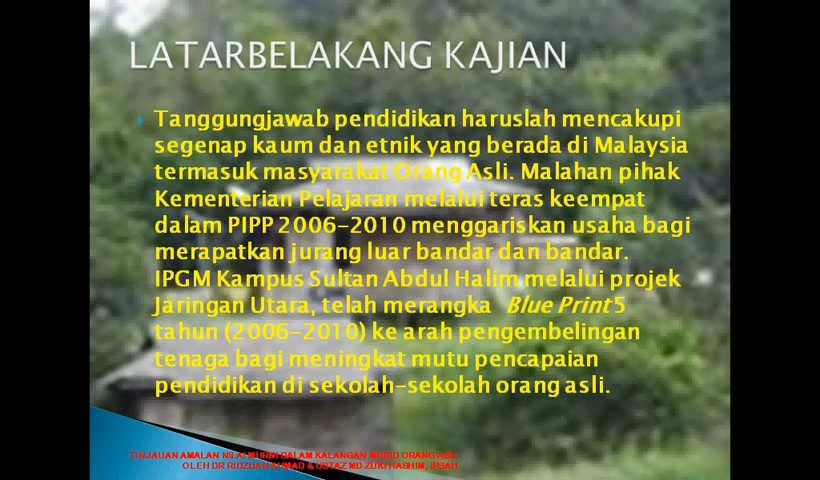 LATARBELAKANG KAJIAN
Tanggungjawab pendidikan haruslah mencakupi
segenap kaum dan etnik yang berada di Malaysia
termasuk masyarakat Orang Asli. Malahan pihak
Kementerian Pelajaran melalui teras keempat
dalam PIPP 2006-2010 menggariskan usaha bagi
merapatkan jurang luar bandar dan bandar.
IPGM Kampus Sultan Abdul Halim melalui projek
Jaringan Utara, telah merangka Blue Print 5
tahun (2006-2010) ke arah pengembelingan
tenaga bagi meningkat mutu pencapaian
pendidikan di sekolah-sekolah orang asli.
TINJAUAN AMALAN NILAI MURNI DALAM KALANGAN MURID ORANG ASLI
OLEH DR RIDZUAN AHMAD & USTAZ MD ZUKI HASHIM, IPSAH